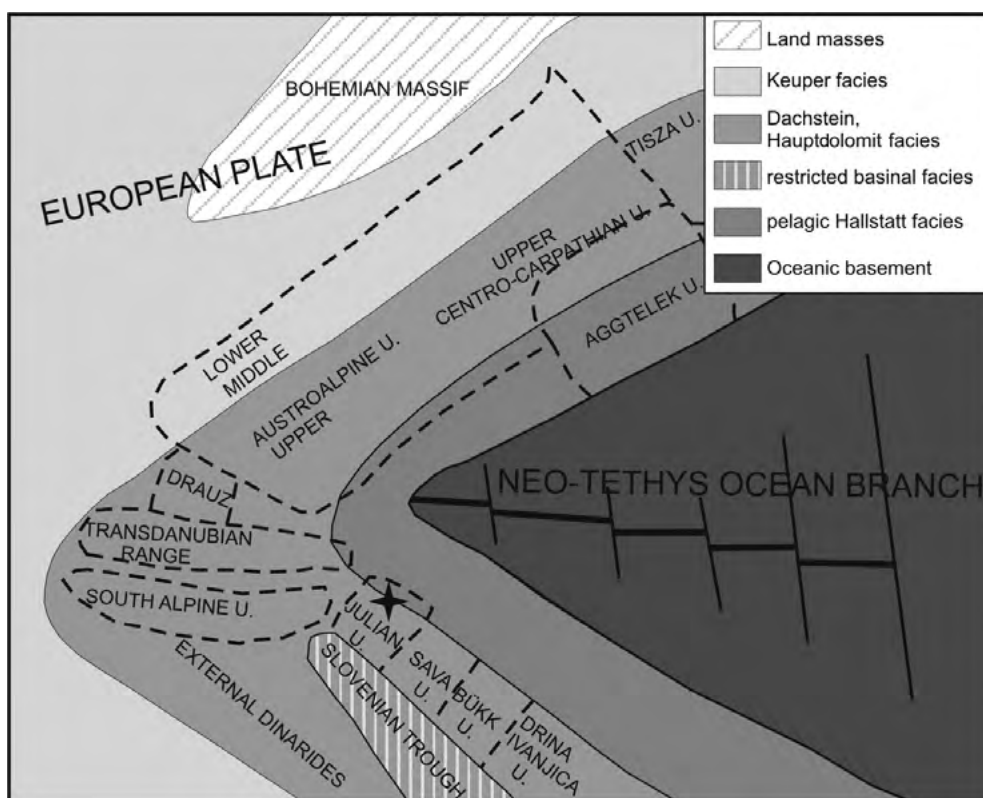 Land masses
Keuper facies
Dachstein,
Hauptdolomit facies
restricted basinal facies
pelagic Hallstatt facies
Oceanic basement
BOHEMIAN MASSIF
EUROPEAN PLATE
TISZA U.
UPPER
CENTRO-CARPATHIAN U.
AGGTELEK U.
LOWER
MIDDLE
AUSTROALPINE U.
UPPER
NEO-TETHYS OCEAN BRANCH
DRAUZ
TRANSDANUBIAN
RANGE
SOUTH ALPINE U.
JULIAN
U.
SAVA
U.
BÜKK
U.
DRINA
IVANJICA
U.
SLOVENIAN TROUGH
EXTERNAL DINARIDES